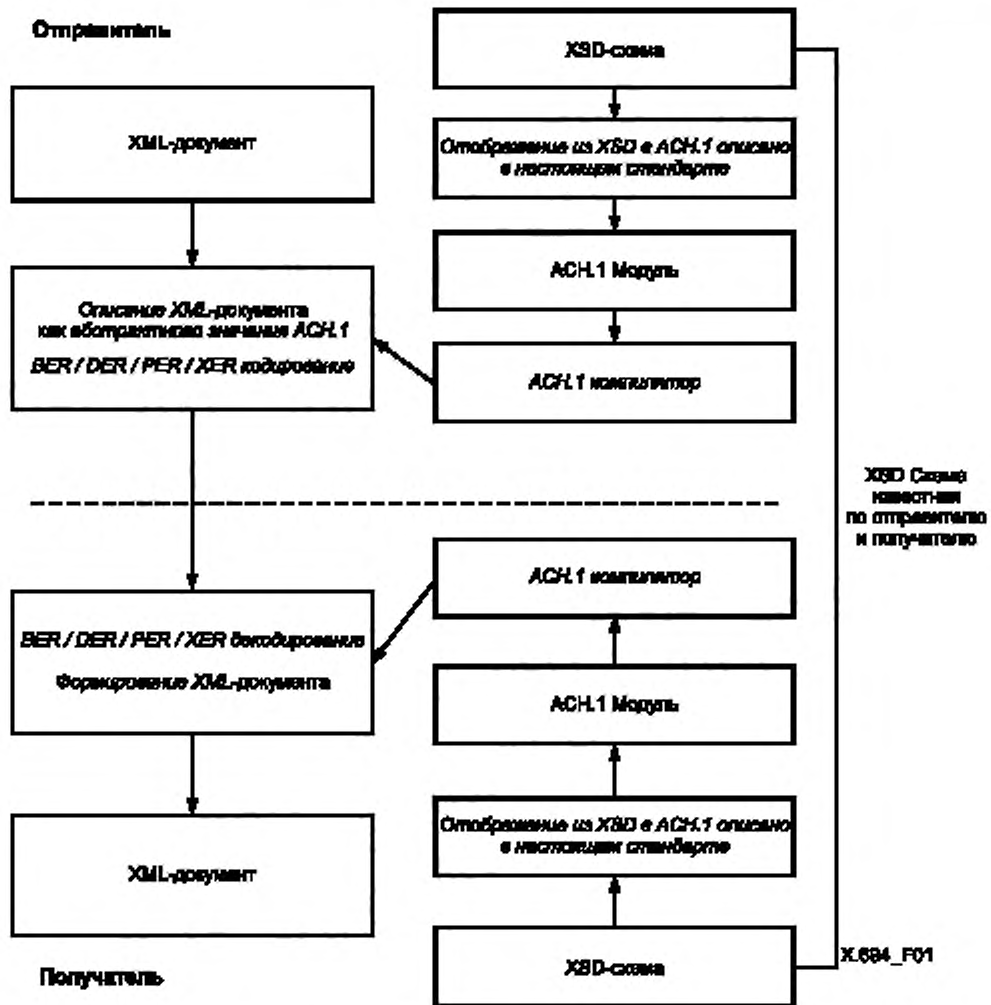 Отправитель
XSD-схема
XML-документ
Отображение из XSD в АСН.1 описано
в настоящем стандарте
АСН.1 Модуль
Описание XML-документа
как абстрактного значения АСН.1
BER / DER / PER / XER кодирование
АСН.1 компилятор
XSD Схема
известная
по отправителю
и получателю
АСН.1 компилятор
BER / DER / PER / XER декодирование
Формирование XML-документа
АСН.1 Модуль
Отображение из XSD в АСН.1 описано
в настоящем стандарте
XML-документ
XSD-схема
X.694_F01
Получатель